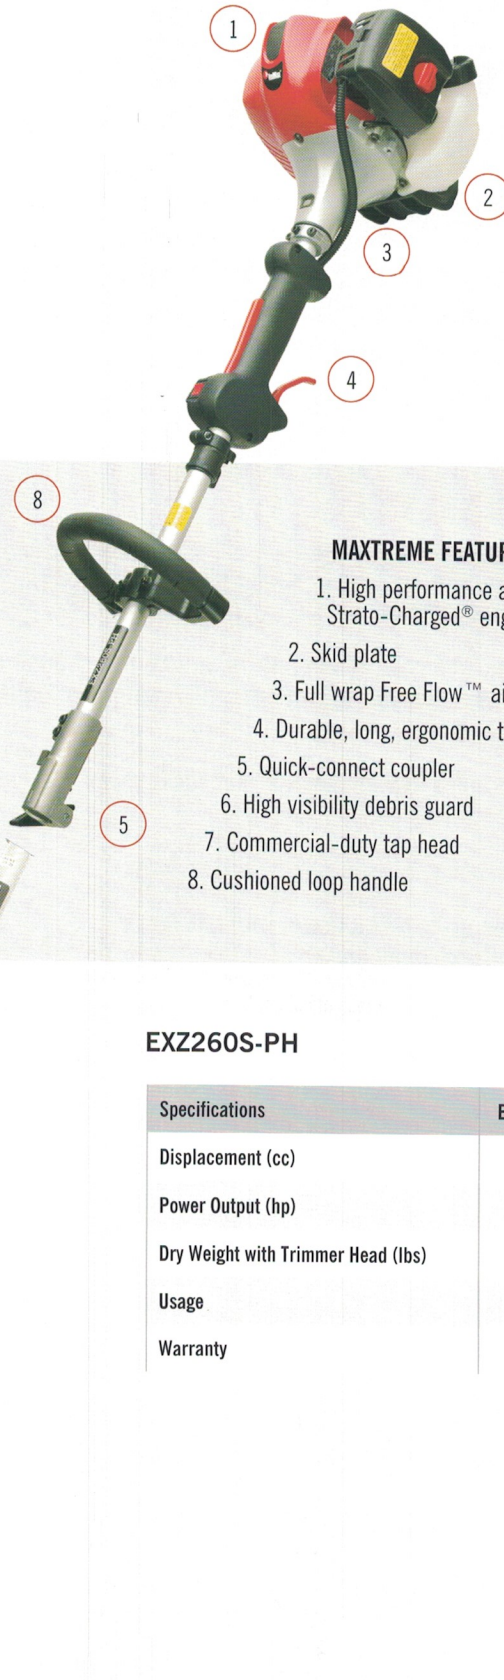 1
2
3
4
8
MAXTREME FEATUR
1. High performance a
Strato-Charged® eng
2. Skid plate
3. Full wrap Free Flow™ ai
4. Durable, long, ergonomic t
5. Quick-connect coupler
5
6. High visibility debris guard
7. Commercial-duty tap head
8. Cushioned loop handle
EXZ260S-PH
Specifications
Displacement (cc)
Power Output (hp)
Dry Weight with Trimmer Head (lbs)
Usage
Warranty